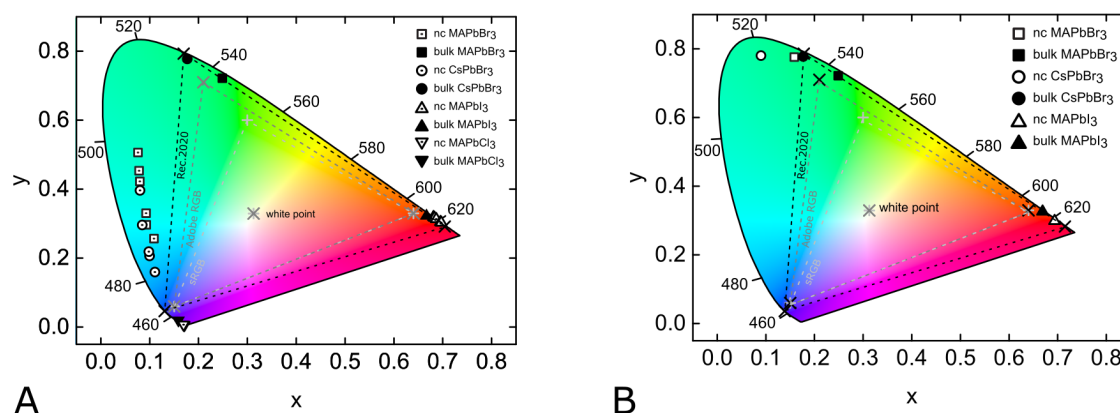 520
540
560
580
600
620
500
480
460
0.8
0.6
0.4
0.2
0.0
y
0.0 0.1 0.2 0.3 0.4 0.5 0.6 0.7 0.8
x
Rec.2020
Adobe RGB
sRGB
white point
nc MAPbBr3
bulk MAPbBr3
nc CsPbBr3
bulk CsPbBr3
nc MAPbI3
bulk MAPbI3
nc MAPbCl3
bulk MAPbCl3
A
520
540
560
580
600
620
500
480
460
0.8
0.6
0.4
0.2
0.0
y
0.0 0.1 0.2 0.3 0.4 0.5 0.6 0.7 0.8
x
Rec.2020
Adobe RGB
sRGB
white point
nc MAPbBr3
bulk MAPbBr3
nc CsPbBr3
bulk CsPbBr3
nc MAPbI3
bulk MAPbI3
B